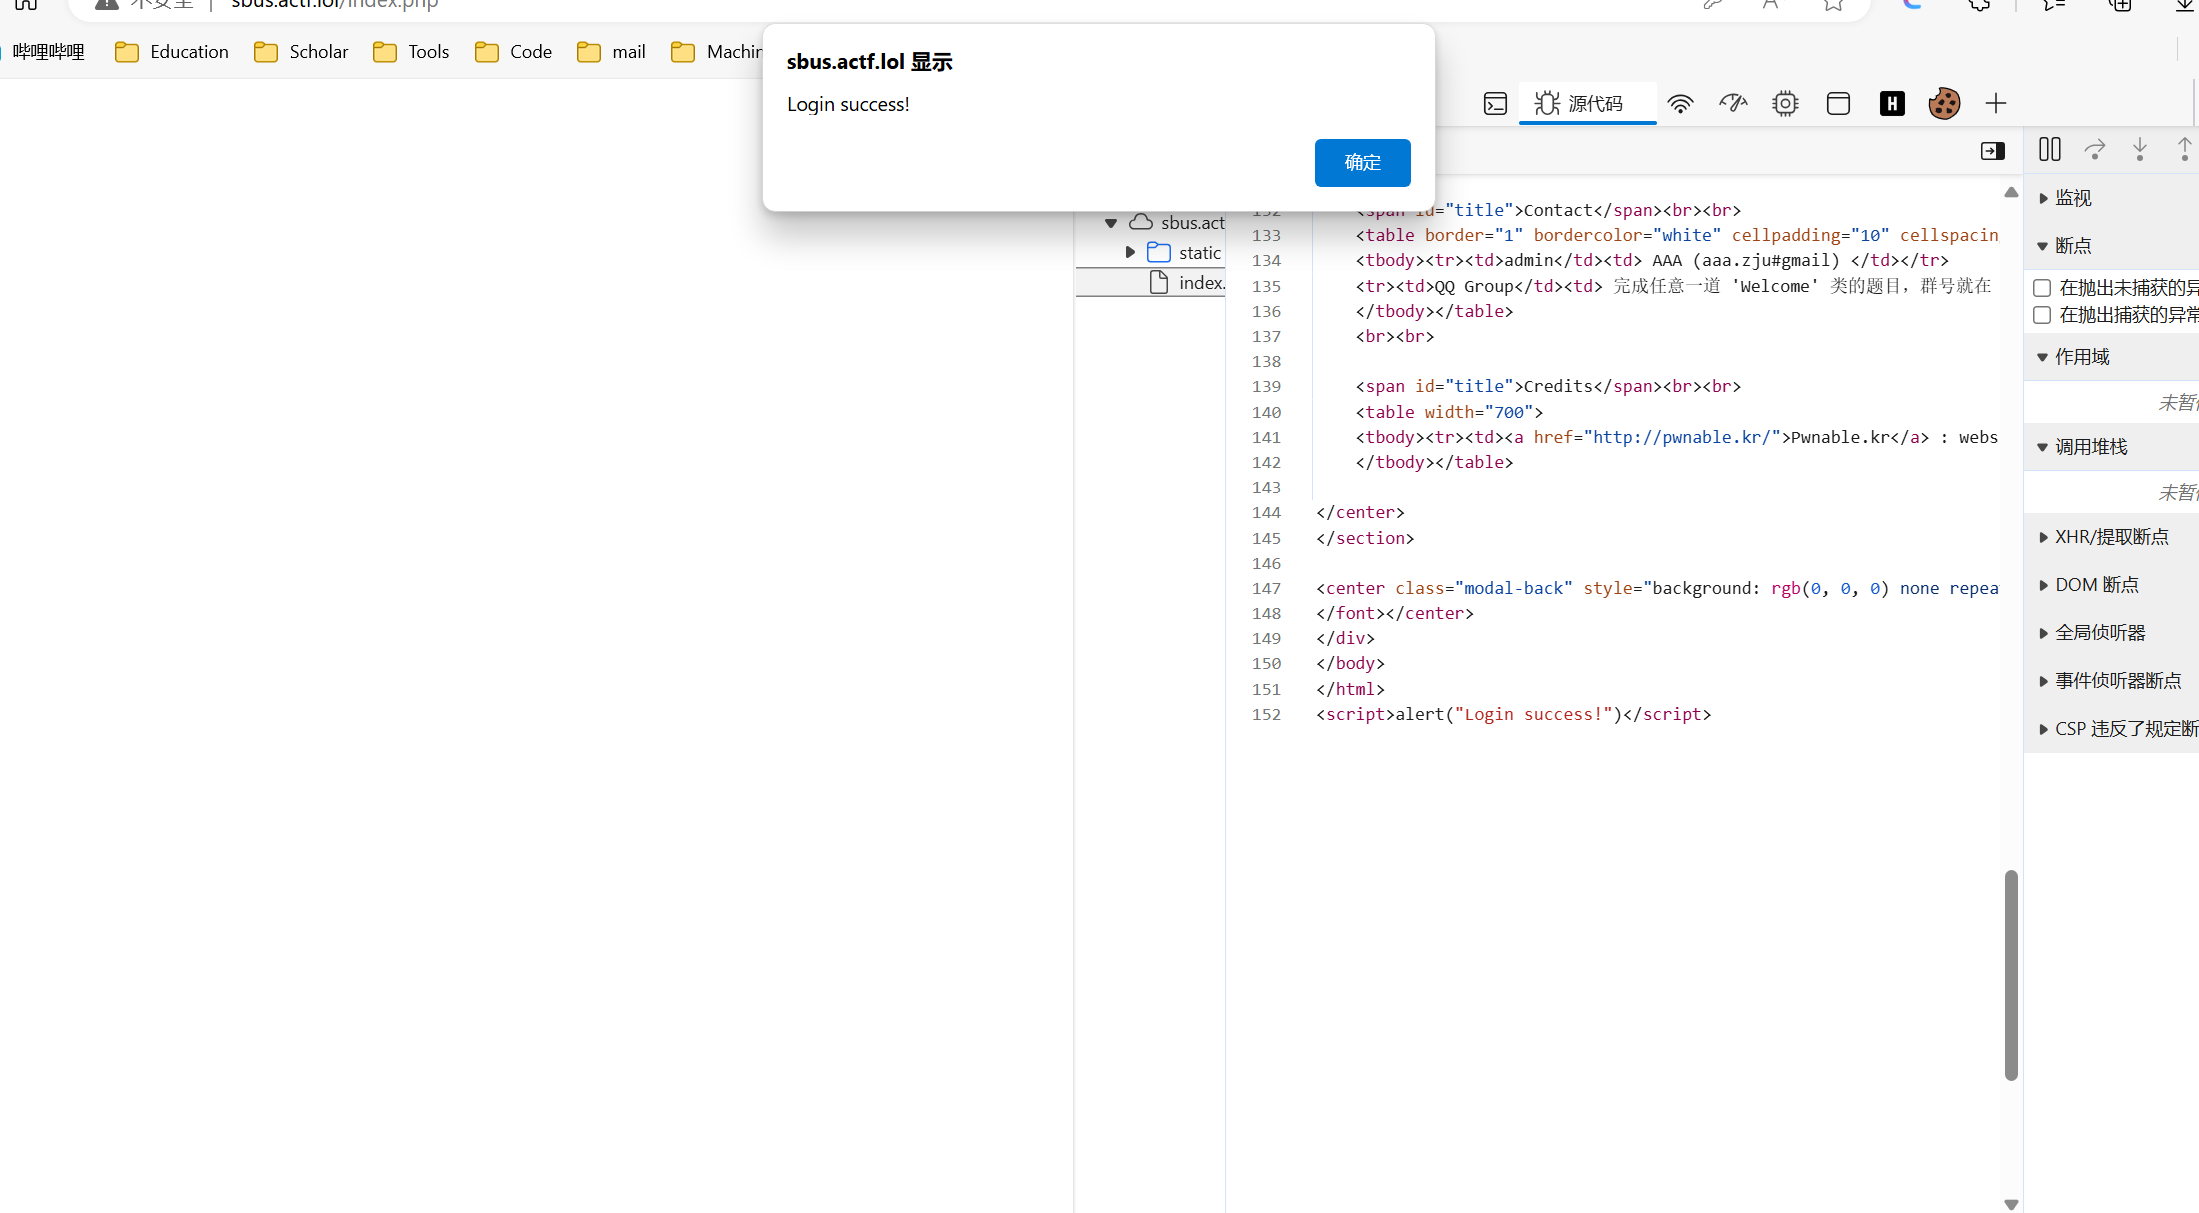 不安全 | sbus.actf.lol/index.php
哔哩哔哩 Education Scholar Tools Code mail Machin
sbus.actf.lol 显示
Login success!
确定
源代码
sbus.act
static
index.
132 <span id="title">Contact</span><br><br>
133 <table border="1" bordercolor="white" cellpadding="10" cellspacin
134 <tbody><tr><td>admin</td><td> AAA (aaa.zju#gmail) </td></tr>
135 <tr><td>QQ Group</td><td> 完成任意一道 'Welcome' 类的题目，群号就在
136 </tbody></table>
137 <br><br>
138
139 <span id="title">Credits</span><br><br>
140 <table width="700">
141 <tbody><tr><td><a href="http://pwnable.kr/">Pwnable.kr</a> : webs
142 </tbody></table>
143
144 </center>
145 </section>
146
147 <center class="modal-back" style="background: rgb(0, 0, 0) none repea
148 </font></center>
149 </div>
150 </body>
151 </html>
152 <script>alert("Login success!")</script>
监视
断点
在抛出未捕获的异
在抛出捕获的异常
作用域
未暂停
调用堆栈
未暂停
XHR/提取断点
DOM 断点
全局侦听器
事件侦听器断点
CSP 违反了规定断